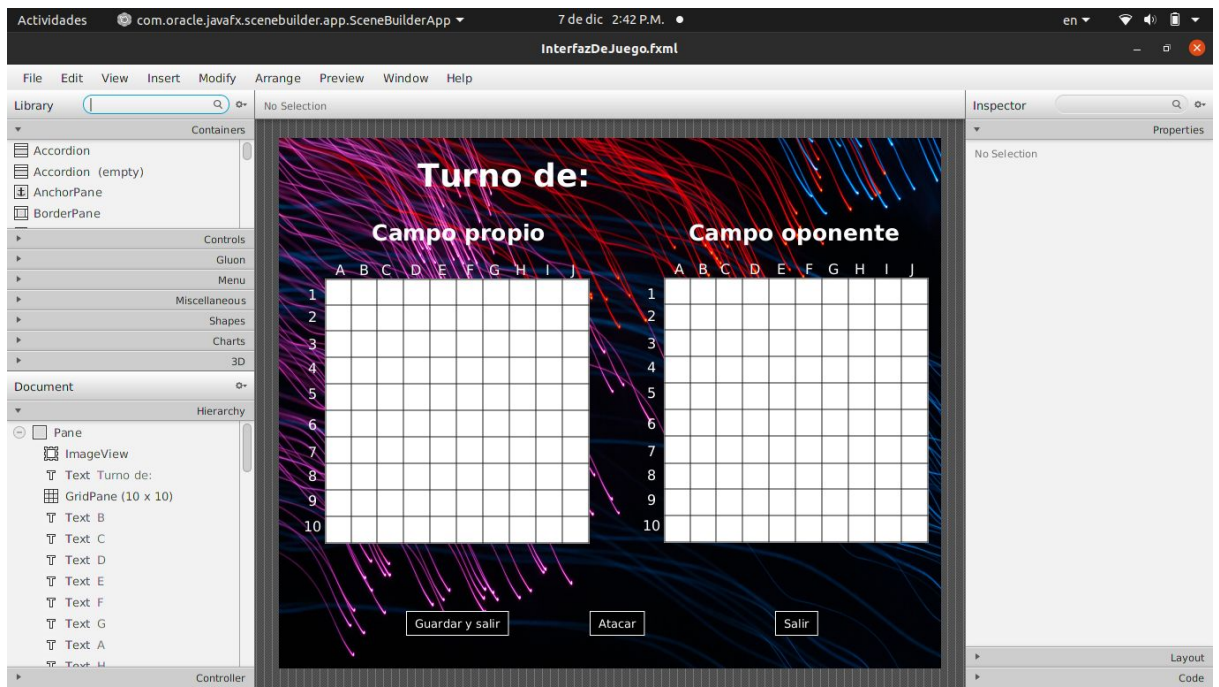 Actividades com.oracle.javafx.scenebuilder.app.SceneBuilderApp 7 de dic 2:42 P.M. en
InterfazDeJuego.fxml
File Edit View Insert Modify Arrange Preview Window Help
Library
Containers
Accordion
Accordion (empty)
AnchorPane
BorderPane
Controls
Gluon
Menu
Miscellaneous
Shapes
Charts
3D
Document
Hierarchy
Pane
ImageView
Text Turno de:
GridPane (10 x 10)
Text B
Text C
Text D
Text E
Text F
Text G
Text A
Text H
Controller
No Selection
Turno de:
Campo propio
A B C D E F G H I J
1
2
3
4
5
6
7
8
9
10
Campo oponente
A B C D E F G H I J
1
2
3
4
5
6
7
8
9
10
Guardar y salir Atacar Salir
Inspector
Properties
No Selection
Layout
Code